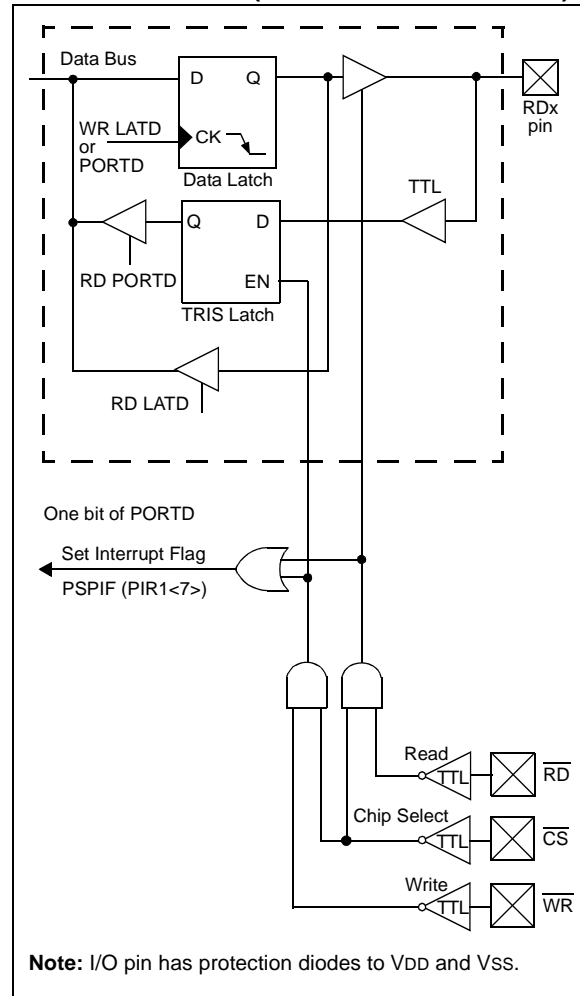 Data Bus
D Q
RDx
pin
WR LATD
or
PORTD
CK
Data Latch
TTL
Q D
RD PORTD
EN
TRIS Latch
RD LATD
One bit of PORTD
Set Interrupt Flag
PSPIF (PIR1<7>)
Read
TTL
RD
Chip Select
TTL
CS
Write
TTL
WR
Note: I/O pin has protection diodes to VDD and VSS.